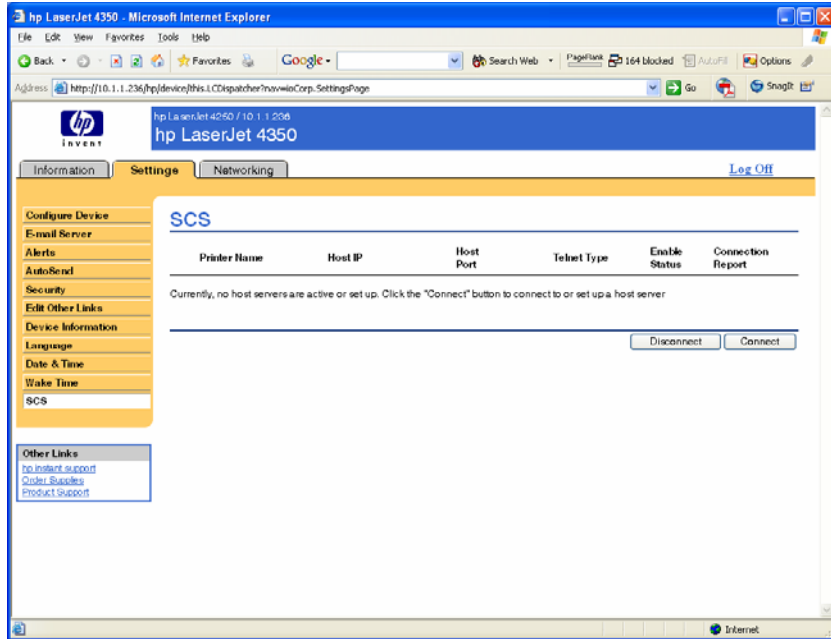 hp LaserJet 4350 - Microsoft Internet Explorer
File Edit View Favorites Tools Help
Back Favorites Google Search Web PageRank 164 blocked AutoFill Options
Address http://10.1.1.236/hp/device/this.LCDispatcher?nav=wioCorp.SettingsPage Go SnagIt
hp LaserJet 4250 / 10.1.1.236
hp LaserJet 4350
hp
invent
Information Settings Networking Log Off
Configure Device
E-mail Server
Alerts
AutoSend
Security
Edit Other Links
Device Information
Language
Date & Time
Wake Time
SCS
Other Links
hp instant support
Order Supplies
Product Support
SCS
Printer Name Host IP Host Port Telnet Type Enable Status Connection Report
Currently, no host servers are active or set up. Click the "Connect" button to connect to or set up a host server
Disconnect Connect
Internet